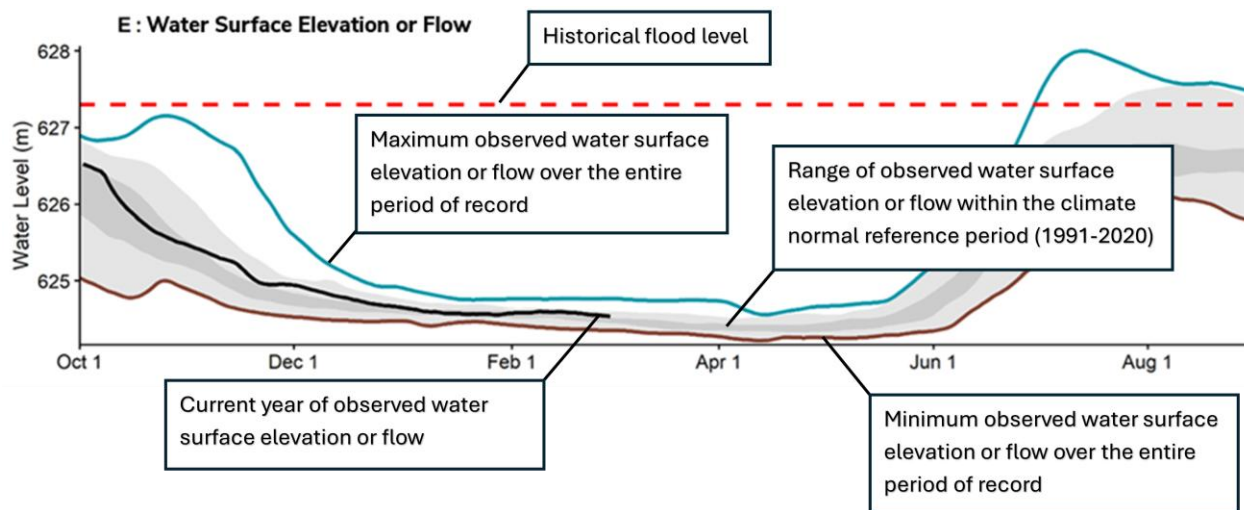 E : Water Surface Elevation or Flow
Historical flood level
628
627
626
625
Water Level (m)
Maximum observed water surface
elevation or flow over the entire
period of record
Range of observed water surface
elevation or flow within the climate
normal reference period (1991-2020)
Oct 1
Dec 1
Feb 1
Apr 1
Jun 1
Aug 1
Current year of observed water
surface elevation or flow
Minimum observed water surface
elevation or flow over the entire
period of record